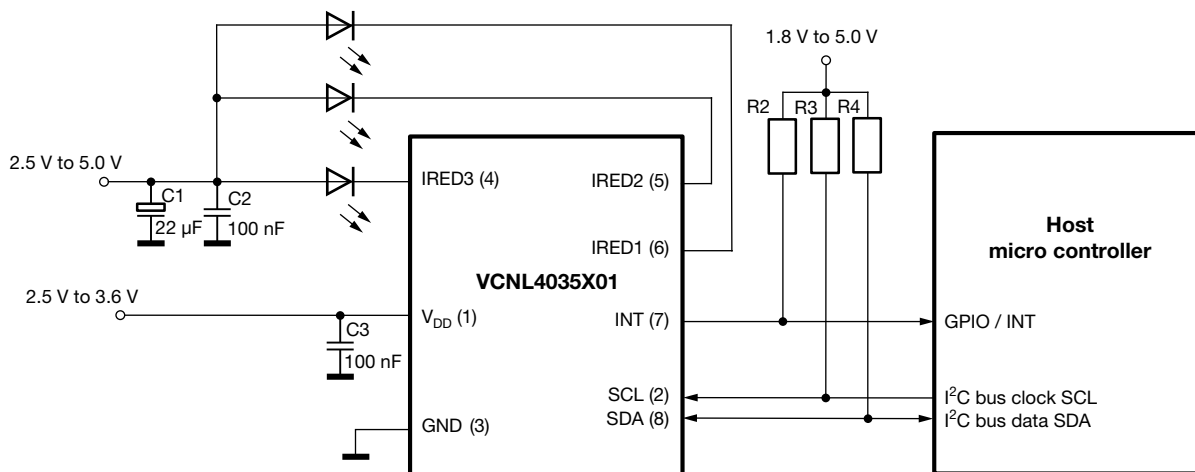 1.8 V to 5.0 V
R2
R3
R4
2.5 V to 5.0 V
C1
22 µF
C2
100 nF
IRED3 (4)
IRED2 (5)
IRED1 (6)
VCNL4035X01
Host
micro controller
2.5 V to 3.6 V
C3
100 nF
V_DD (1)
INT (7)
GPIO / INT
SCL (2)
I²C bus clock SCL
GND (3)
SDA (8)
I²C bus data SDA